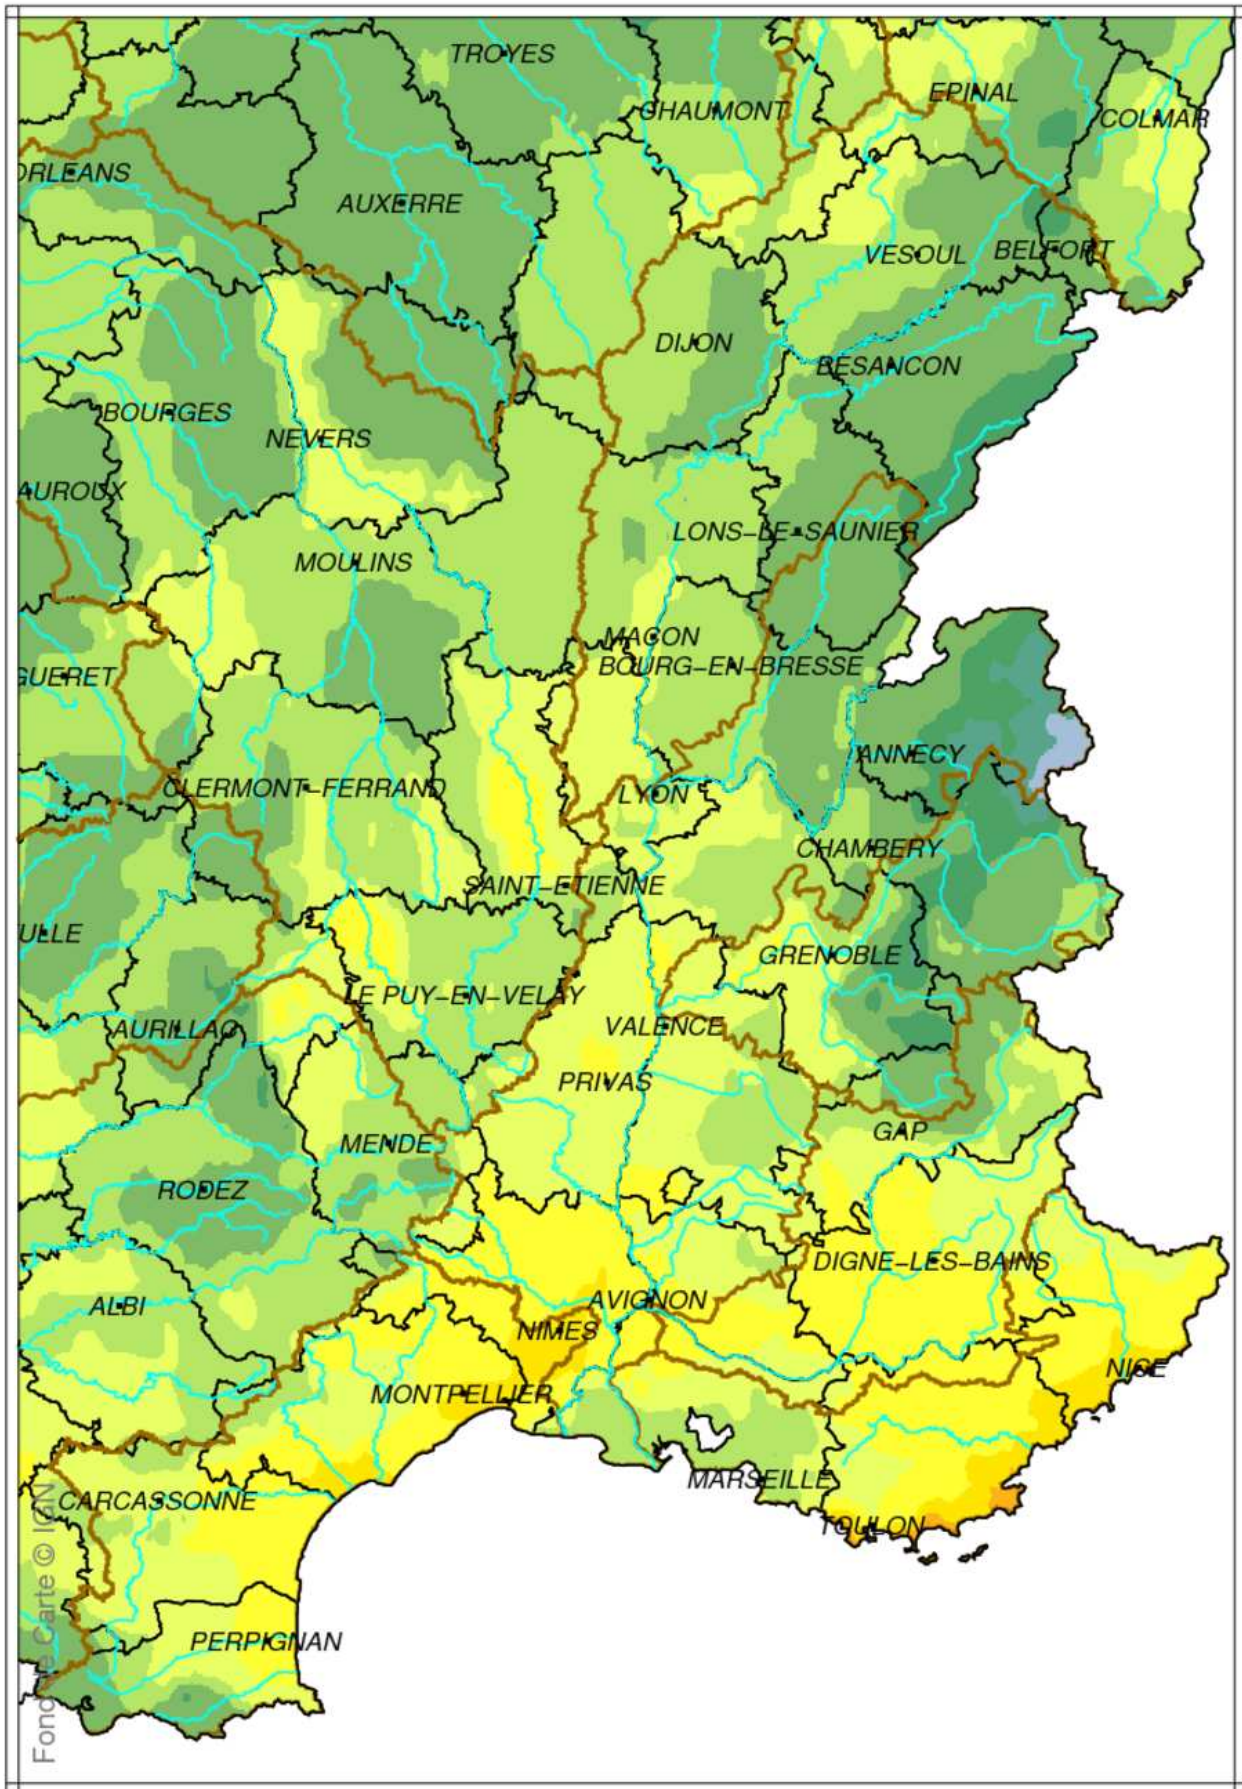 TROYES
EPINAL
CHAUMONT
COLMAR
ORLEANS
AUXERRE
BELFORT
VESOUL
DIJON
BESANCON
BOURGES
NEVERS
AUROUX
LONS-LE-SAUNIER
MOULINS
MACON
BOURG-EN-BRESSE
GUERET
ANNECY
CLERMONT-FERRAND
LYON
CHAMBERY
SAINT-ETIENNE
ULLE
GRENOBLE
LE PUY-EN-VELAY
AURILLAC
VALENCE
PRIVAS
GAP
MENDE
RODEZ
DIGNE-LES-BAINS
AVIGNON
ALBI
NIMES
NICE
MONTPELLIER
MARSEILLE
CARCASSONNE
TOULON
PERPIGNAN
Fond de Carte © IGN